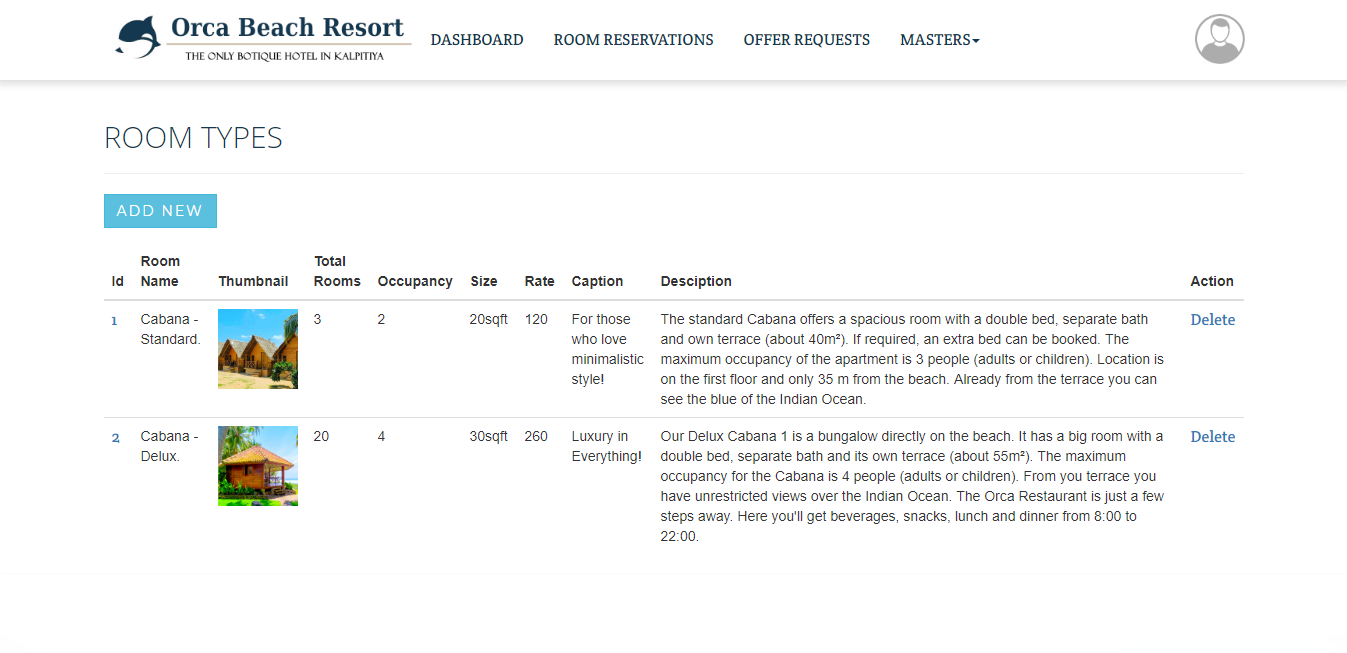 Orca Beach Resort
THE ONLY BOTIQUE HOTEL IN KALPITIYA
DASHBOARD ROOM RESERVATIONS OFFER REQUESTS MASTERS
ROOM TYPES
ADD NEW
Id Room Name Thumbnail Total Rooms Occupancy Size Rate Caption Desciption Action
1 Cabana - Standard. 3 2 20sqft 120 For those who love minimalistic style! The standard Cabana offers a spacious room with a double bed, separate bath
and own terrace (about 40m²). If required, an extra bed can be booked. The
maximum occupancy of the apartment is 3 people (adults or children). Location is
on the first floor and only 35 m from the beach. Already from the terrace you can
see the blue of the Indian Ocean.
Delete
2 Cabana - Delux. 20 4 30sqft 260 Luxury in Everything! Our Delux Cabana 1 is a bungalow directly on the beach. It has a big room with a
double bed, separate bath and its own terrace (about 55m²). The maximum
occupancy for the Cabana is 4 people (adults or children). From you terrace you
have unrestricted views over the Indian Ocean. The Orca Restaurant is just a few
steps away. Here you'll get beverages, snacks, lunch and dinner from 8:00 to
22:00.
Delete